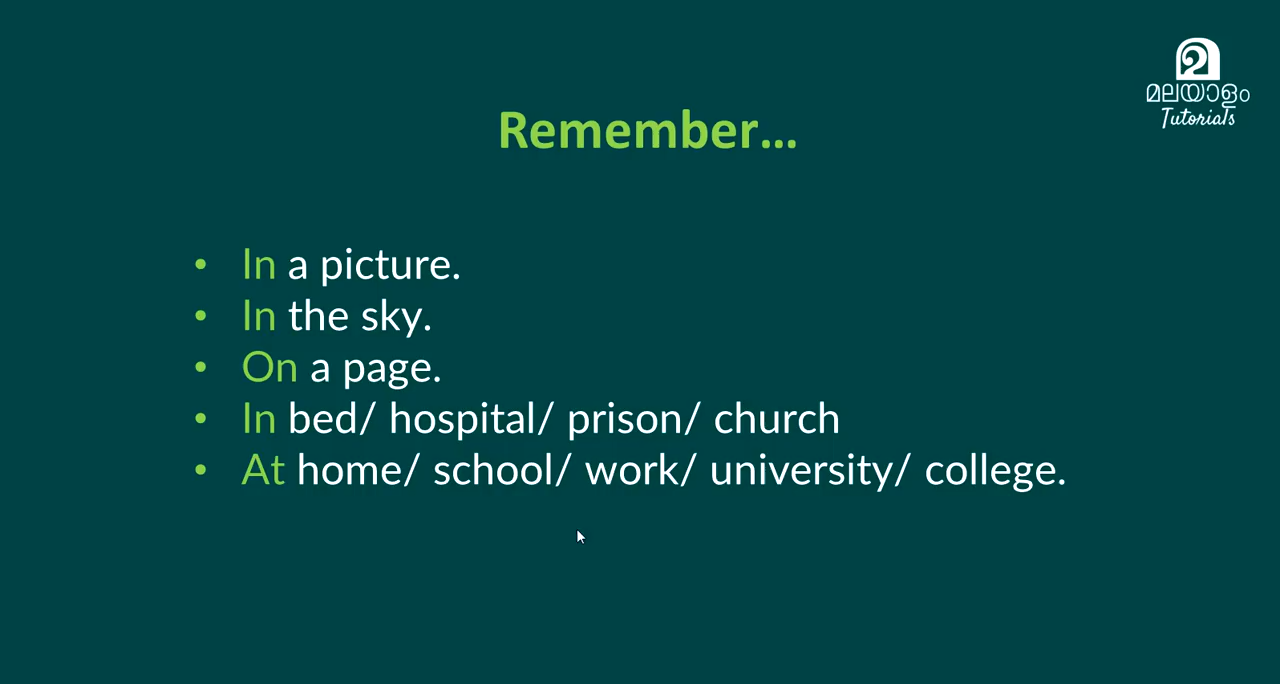 മലയാളം
Tutorials
Remember...
• In a picture.
• In the sky.
• On a page.
• In bed/ hospital/ prison/ church
• At home/ school/ work/ university/ college.